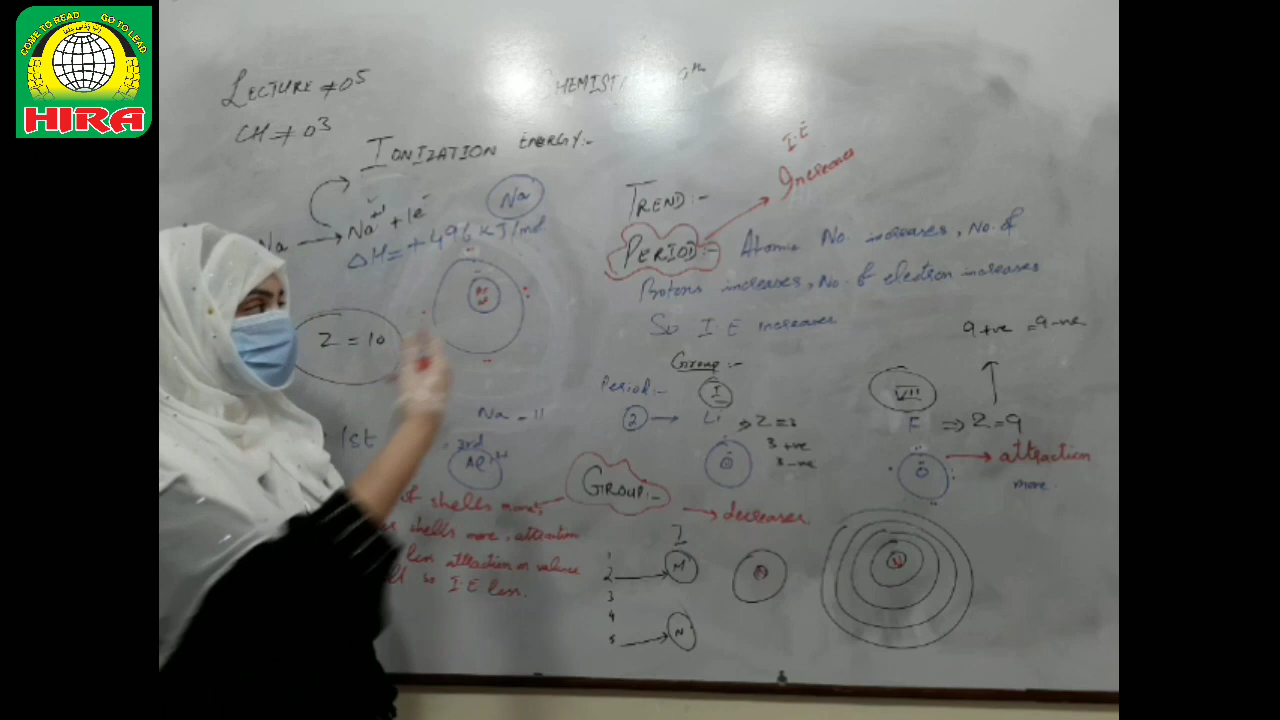 COME TO READ GO TO LEAD
HIRA
LECTURE # 05
CH # 03
CHEMISTRY 9th
IONIZATION ENERGY:-
Na → Na+1 + 1e-
ΔH = + 496 KJ/mol
Na
Z = 10
Na - 11
1st
3rd
TREND:-
I.E
Increases
PERIOD:- Atomic No. increases, No. of
Protons increases, No. of electron increases
So I.E increases
9 +ve = 9 -ve
Group:-
Period:-
I
VII
2 → Li ⇒ Z = 3
F ⇒ Z = 9
3 +ve
3 -ve
→ attraction
more
GROUP:-
→ decreases
of shells more,
shells more, attraction
less attraction on valence
so I.E less.
I
1
2 → M
3
4
5 → N
N
N